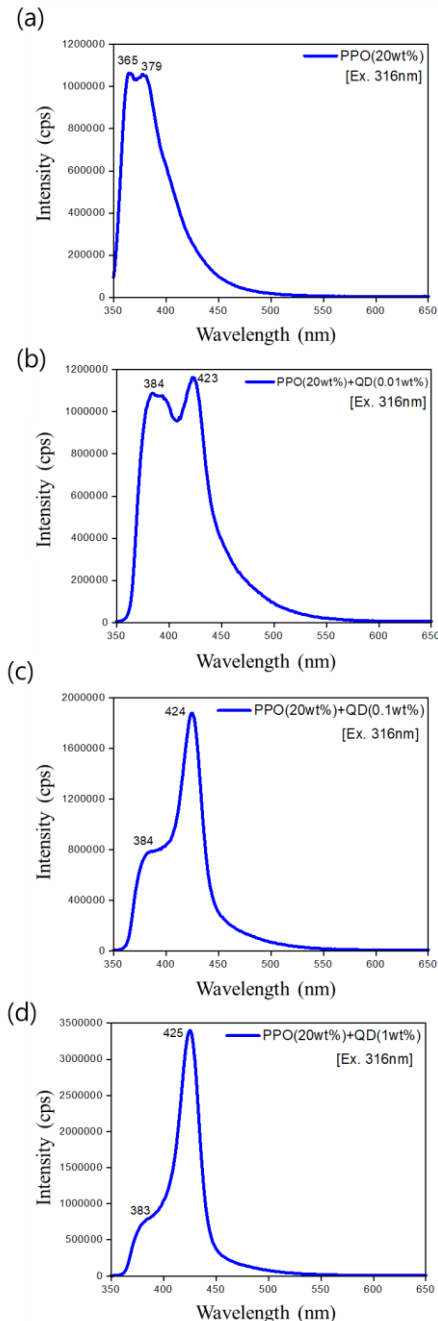 (a)
1200000
1000000
800000
600000
400000
200000
0
365 379
PPO(20wt%)
[Ex. 316nm]
Intensity (cps)
350 400 450 500 550 600 650
Wavelength (nm)
(b)
1200000
1000000
800000
600000
400000
200000
0
384 423
PPO(20wt%)+QD(0.01wt%)
[Ex. 316nm]
Intensity (cps)
350 400 450 500 550 600 650
Wavelength (nm)
(c)
2000000
1600000
1200000
800000
400000
0
424
384
PPO(20wt%)+QD(0.1wt%)
[Ex. 316nm]
Intensity (cps)
350 400 450 500 550 600 650
Wavelength (nm)
(d)
3500000
3000000
2500000
2000000
1500000
1000000
500000
0
425
383
PPO(20wt%)+QD(1wt%)
[Ex. 316nm]
Intensity (cps)
350 400 450 500 550 600 650
Wavelength (nm)